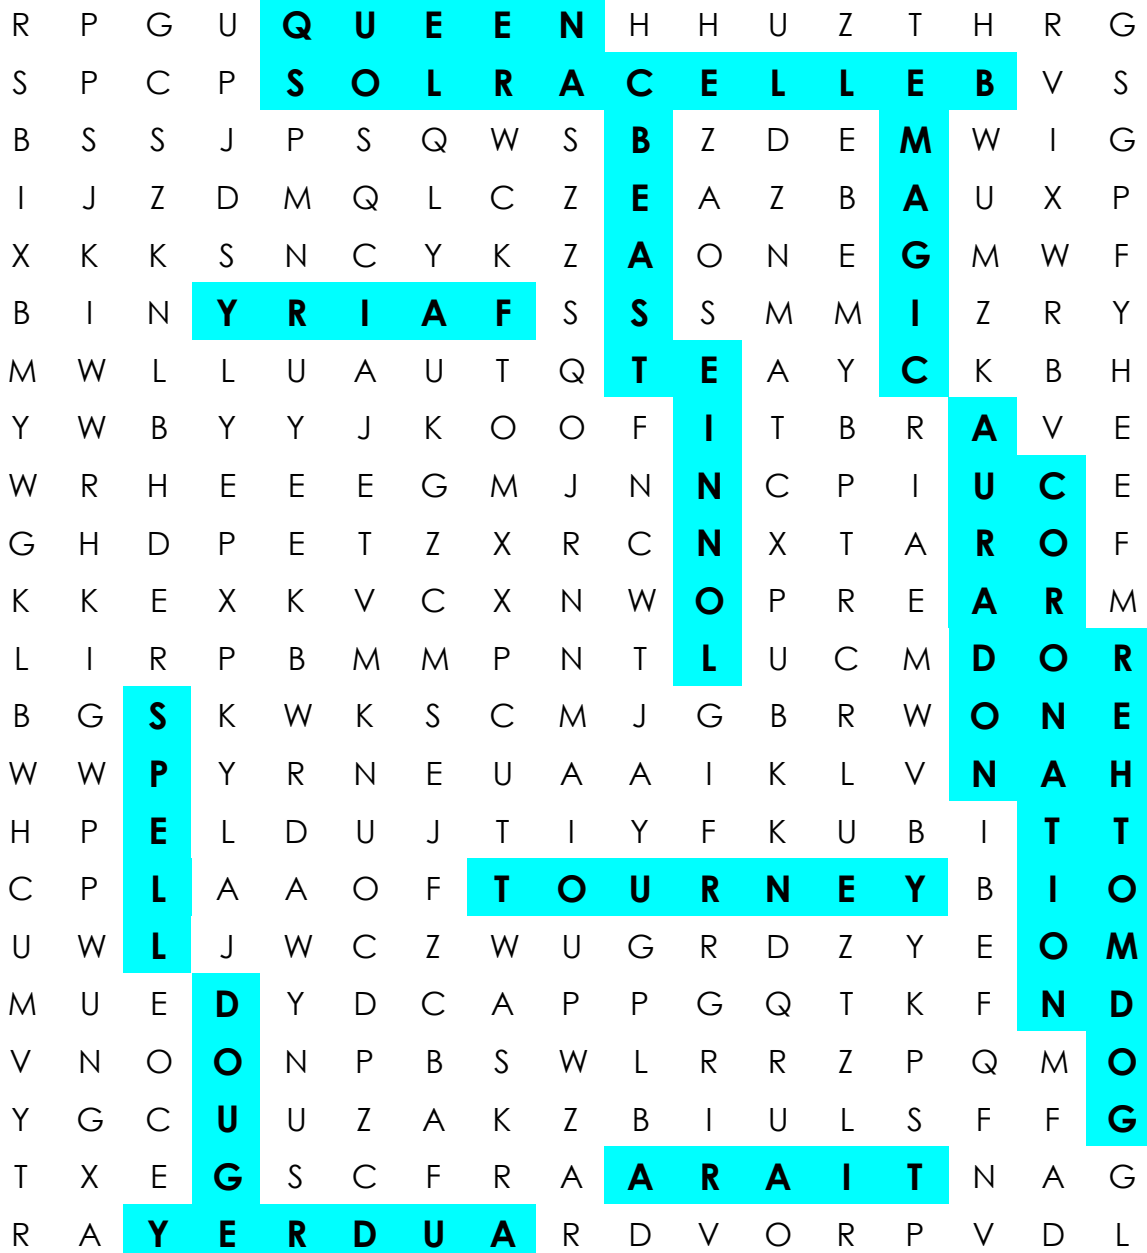 R P G U Q U E E N H H U Z T H R G
S P C P S O L R A C E L L E B V S
B S S J P S Q W S B Z D E M W I G
I J Z D M Q L C Z E A Z B A U X P
X K K S N C Y K Z A O N E G M W F
B I N Y R I A F S S S M M I Z R Y
M W L L U A U T Q T E A Y C K B H
Y W B Y Y J K O O F I T B R A V E
W R H E E E G M J N N C P I U C E
G H D P E T Z X R C N X T A R O F
K K E X K V C X N W O P R E A R M
L I R P B M M P N T L U C M D O R
B G S K W K S C M J G B R W O N E
W W P Y R N E U A A I K L V N A H
H P E L D U J T I Y F K U B I T T
C P L A A O F T O U R N E Y B I O
U W L J W C Z W U G R D Z Y E O M
M U E D Y D C A P P G Q T K F N D
V N O O N P B S W L R R Z P Q M O
Y G C U U Z A K Z B I U L S F F G
T X E G S C F R A A R A I T N A G
R A Y E R D U A R D V O R P V D L